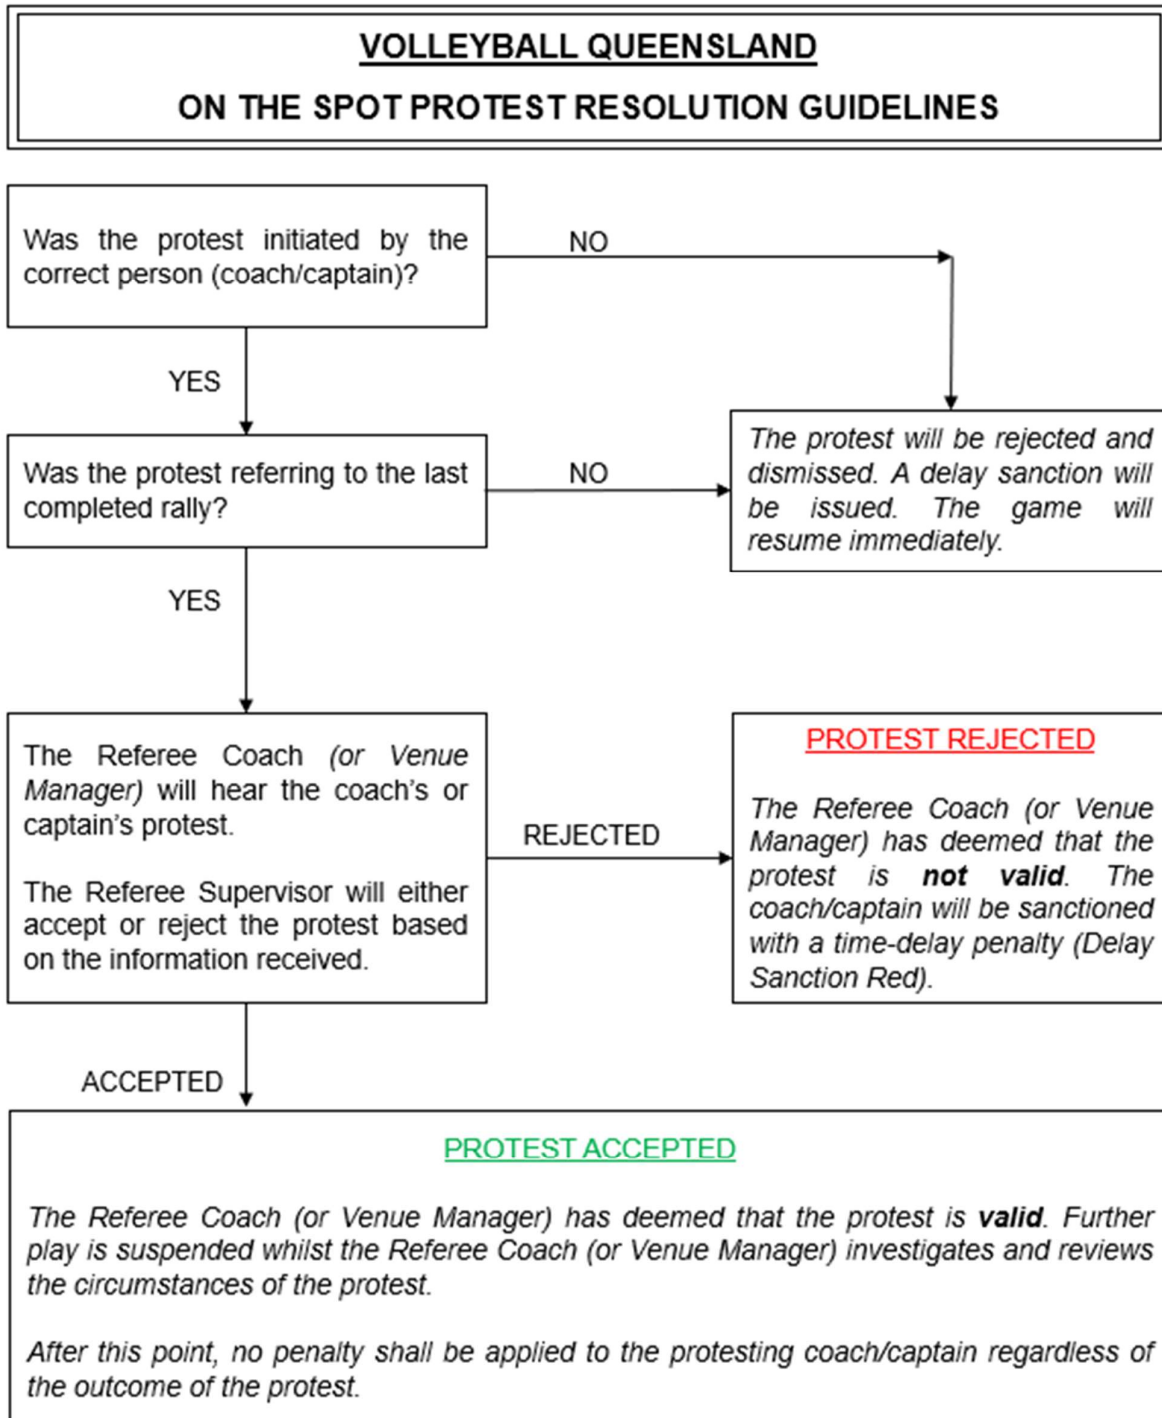 VOLLEYBALL QUEENSLAND
ON THE SPOT PROTEST RESOLUTION GUIDELINES
Was the protest initiated by the
correct person (coach/captain)?
NO
YES
Was the protest referring to the last
completed rally?
NO
The protest will be rejected and
dismissed. A delay sanction will
be issued. The game will
resume immediately.
YES
The Referee Coach (or Venue
Manager) will hear the coach's or
captain's protest.
The Referee Supervisor will either
accept or reject the protest based
on the information received.
REJECTED
PROTEST REJECTED
The Referee Coach (or Venue
Manager) has deemed that the
protest is not valid. The
coach/captain will be sanctioned
with a time-delay penalty (Delay
Sanction Red).
ACCEPTED
PROTEST ACCEPTED
The Referee Coach (or Venue Manager) has deemed that the protest is valid. Further
play is suspended whilst the Referee Coach (or Venue Manager) investigates and reviews
the circumstances of the protest.
After this point, no penalty shall be applied to the protesting coach/captain regardless of
the outcome of the protest.